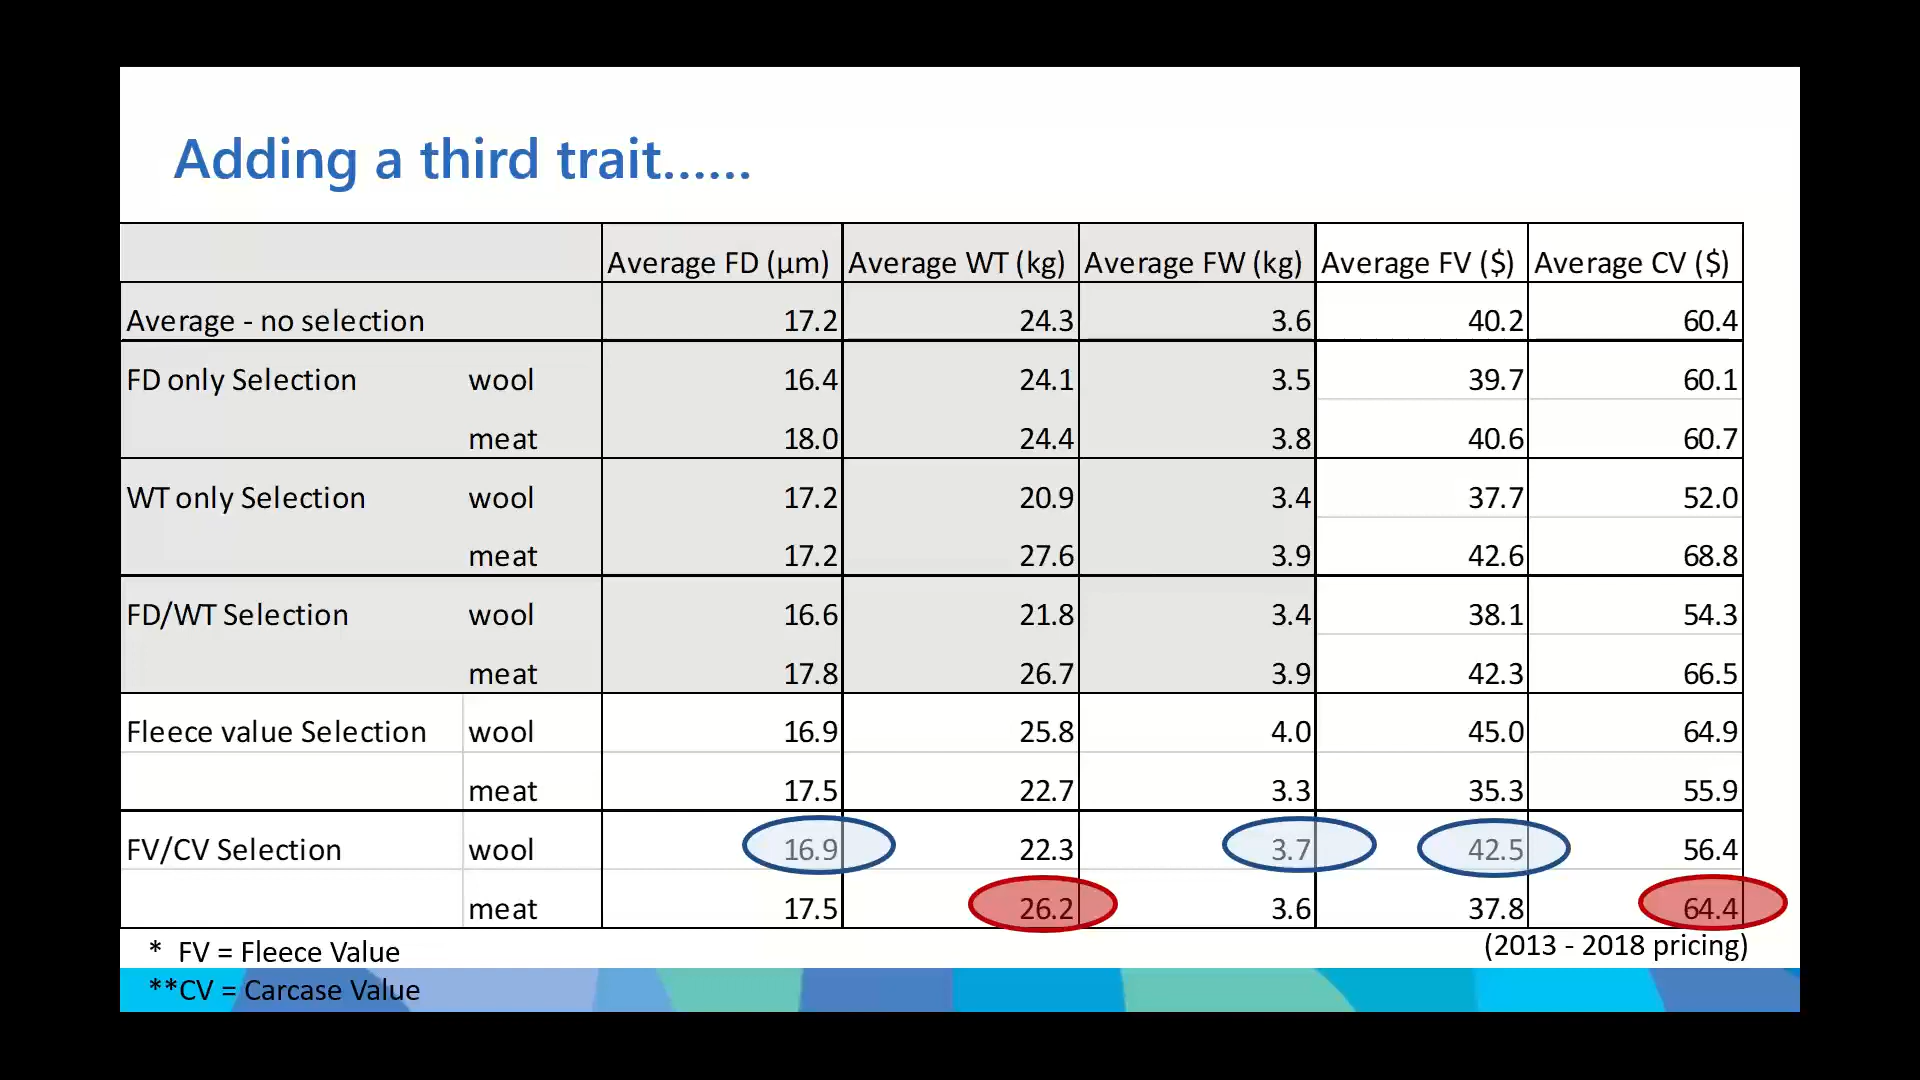 Adding a third trait......
Average FD (µm) Average WT (kg) Average FW (kg) Average FV ($) Average CV ($)
Average - no selection 17.2 24.3 3.6 40.2 60.4
FD only Selection wool 16.4 24.1 3.5 39.7 60.1
meat 18.0 24.4 3.8 40.6 60.7
WT only Selection wool 17.2 20.9 3.4 37.7 52.0
meat 17.2 27.6 3.9 42.6 68.8
FD/WT Selection wool 16.6 21.8 3.4 38.1 54.3
meat 17.8 26.7 3.9 42.3 66.5
Fleece value Selection wool 16.9 25.8 4.0 45.0 64.9
meat 17.5 22.7 3.3 35.3 55.9
FV/CV Selection wool 16.9 22.3 3.7 42.5 56.4
meat 17.5 26.2 3.6 37.8 64.4
* FV = Fleece Value (2013 - 2018 pricing)
**CV = Carcase Value